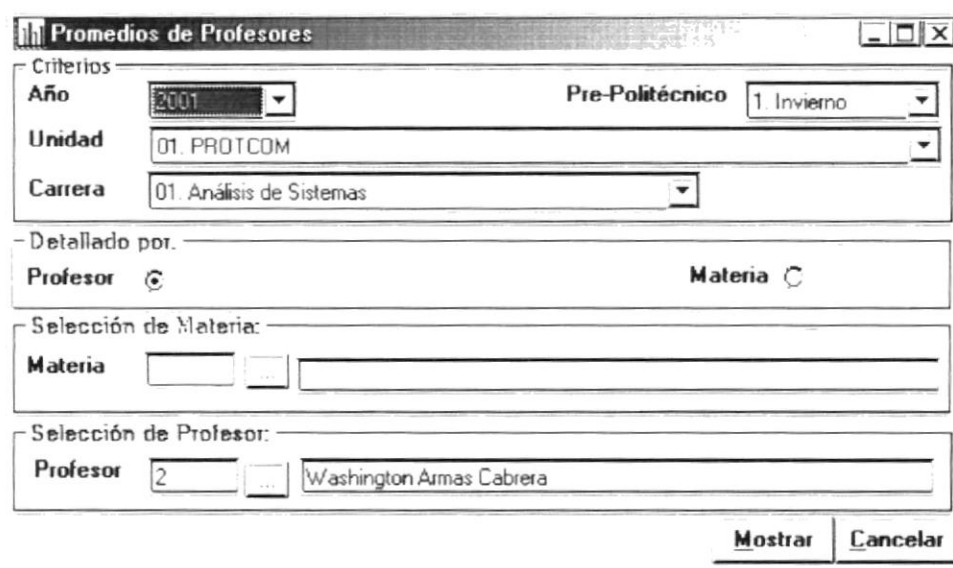 Promedios de Profesores
Criterios
Año 2001 Pre-Politécnico 1. Invierno
Unidad 01. PROTCOM
Carrera 01. Análisis de Sistemas
Detallado por:
Profesor Materia
Selección de Materia:
Materia ...
Selección de Profesor:
Profesor 2 ... Washington Armas Cabrera
Mostrar Cancelar